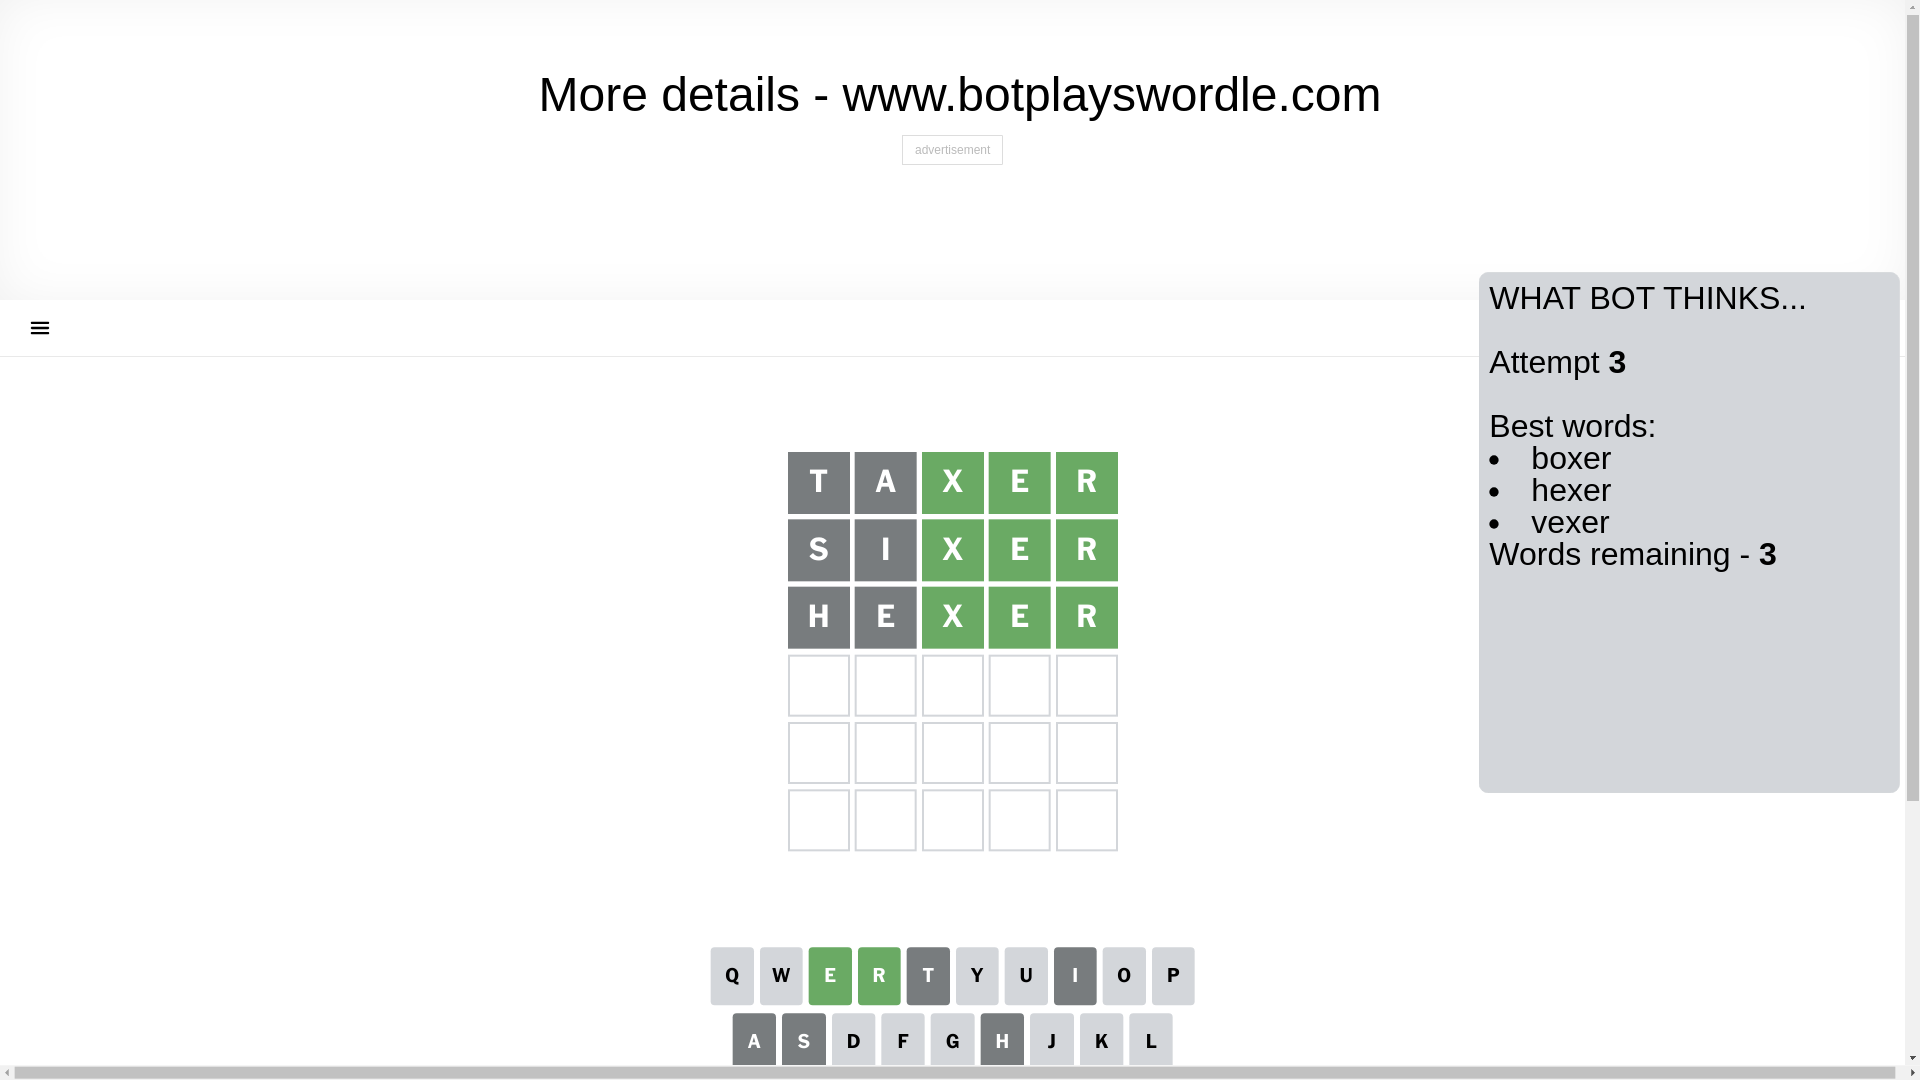 More details - www.botplayswordle.com
advertisement
WHAT BOT THINKS...
Attempt 3
Best words:
• boxer
• hexer
• vexer
Words remaining - 3
T A X E R
S I X E R
H E X E R
Q W E R T Y U I O P
A S D F G H J K L